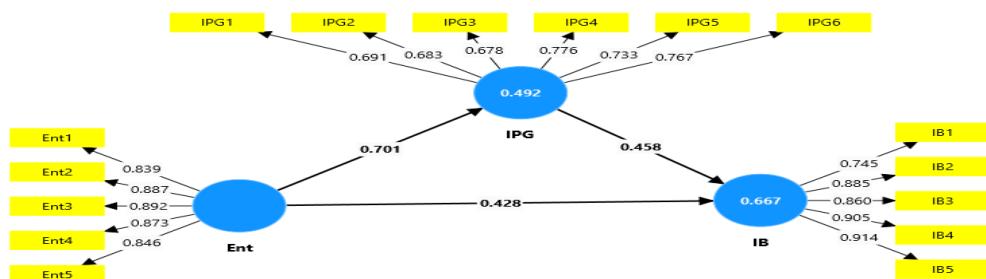 IPG1 IPG2 IPG3 IPG4 IPG5 IPG6
0.691 0.683 0.678 0.776 0.733 0.767
0.492
IPG
Ent1
Ent2
Ent3
Ent4
Ent5
0.839
0.887
0.892
0.873
0.846
Ent
0.701
0.458
0.428
0.667
IB
0.745
0.885
0.860
0.905
0.914
IB1
IB2
IB3
IB4
IB5